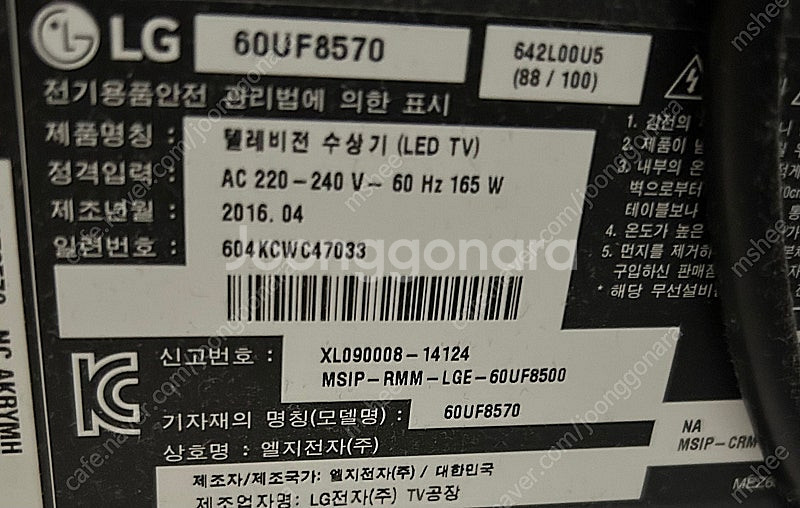 LG 60UF8570
642L00U5
(88 / 100)
전기용품안전 관리법에 의한 표시
제품명칭 : 텔레비전 수상기 (LED TV)
정격입력 : AC 220-240 V~ 60 Hz 165 W
제조년월 : 2016. 04
일련번호 : 604KCWC47033
신고번호 : XL090008-14124
MSIP-RMM-LGE-60UF8500
기자재의 명칭(모델명) : 60UF8570
상호명 : 엘지전자(주)
제조자/제조국가: 엘지전자(주) / 대한민국
제조업자명: LG전자(주) TV공장
1. 감전의
2. 제품이
3. 내부의 온
벽으로부터
테이블보나
4. 온도가 높은
5. 먼지를 제거하
구입하신 판매점
* 해당 무선설비
NA
MSIP-CRM
Joonggonara
cafe.naver.com/joonggonara
mshee